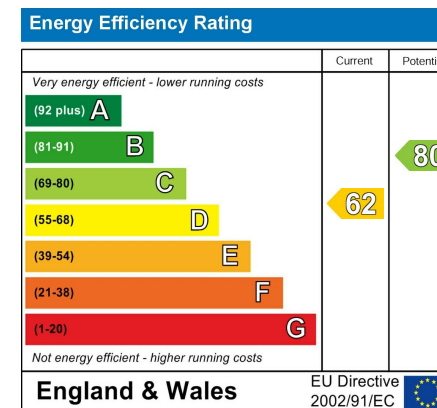 Energy Efficiency Rating
Current Potenti
Very energy efficient - lower running costs
(92 plus) A
(81-91) B
80
(69-80) C
62
(55-68) D
(39-54) E
(21-38) F
(1-20) G
Not energy efficient - higher running costs
England & Wales
EU Directive
2002/91/EC